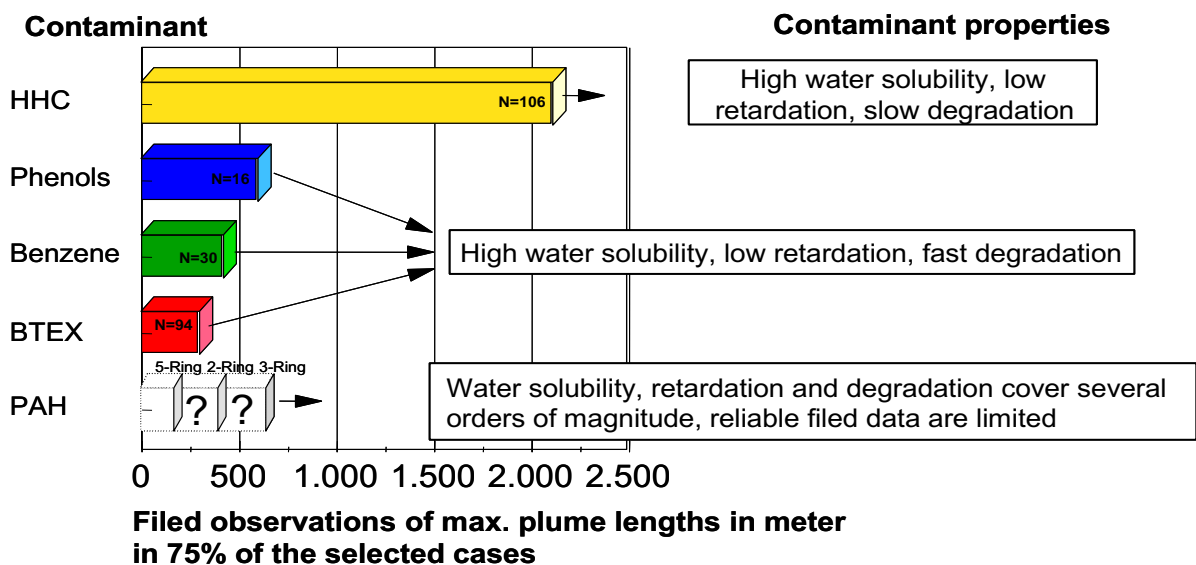 Contaminant
Contaminant properties
HHC
N=106
High water solubility, low
retardation, slow degradation
Phenols
N=16
Benzene
N=30
High water solubility, low retardation, fast degradation
BTEX
N=94
5-Ring 2-Ring 3-Ring
PAH
? ?
Water solubility, retardation and degradation cover several
orders of magnitude, reliable filed data are limited
0 500 1.000 1.500 2.000 2.500
Filed observations of max. plume lengths in meter
in 75% of the selected cases